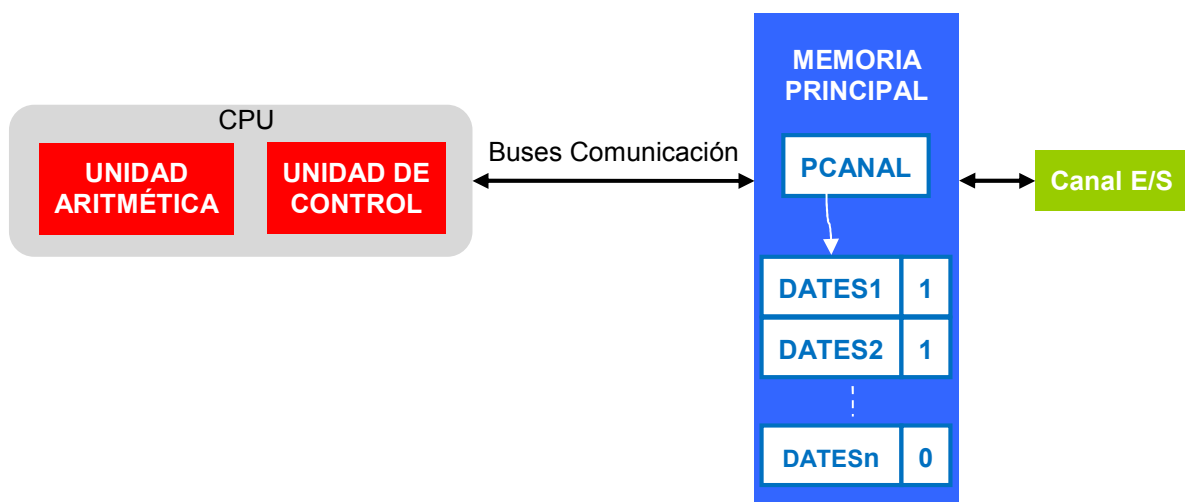 MEMORIA
PRINCIPAL
CPU
UNIDAD
ARITMÉTICA
UNIDAD DE
CONTROL
Buses Comunicación
PCANAL
Canal E/S
DATES1 1
DATES2 1
DATESn 0